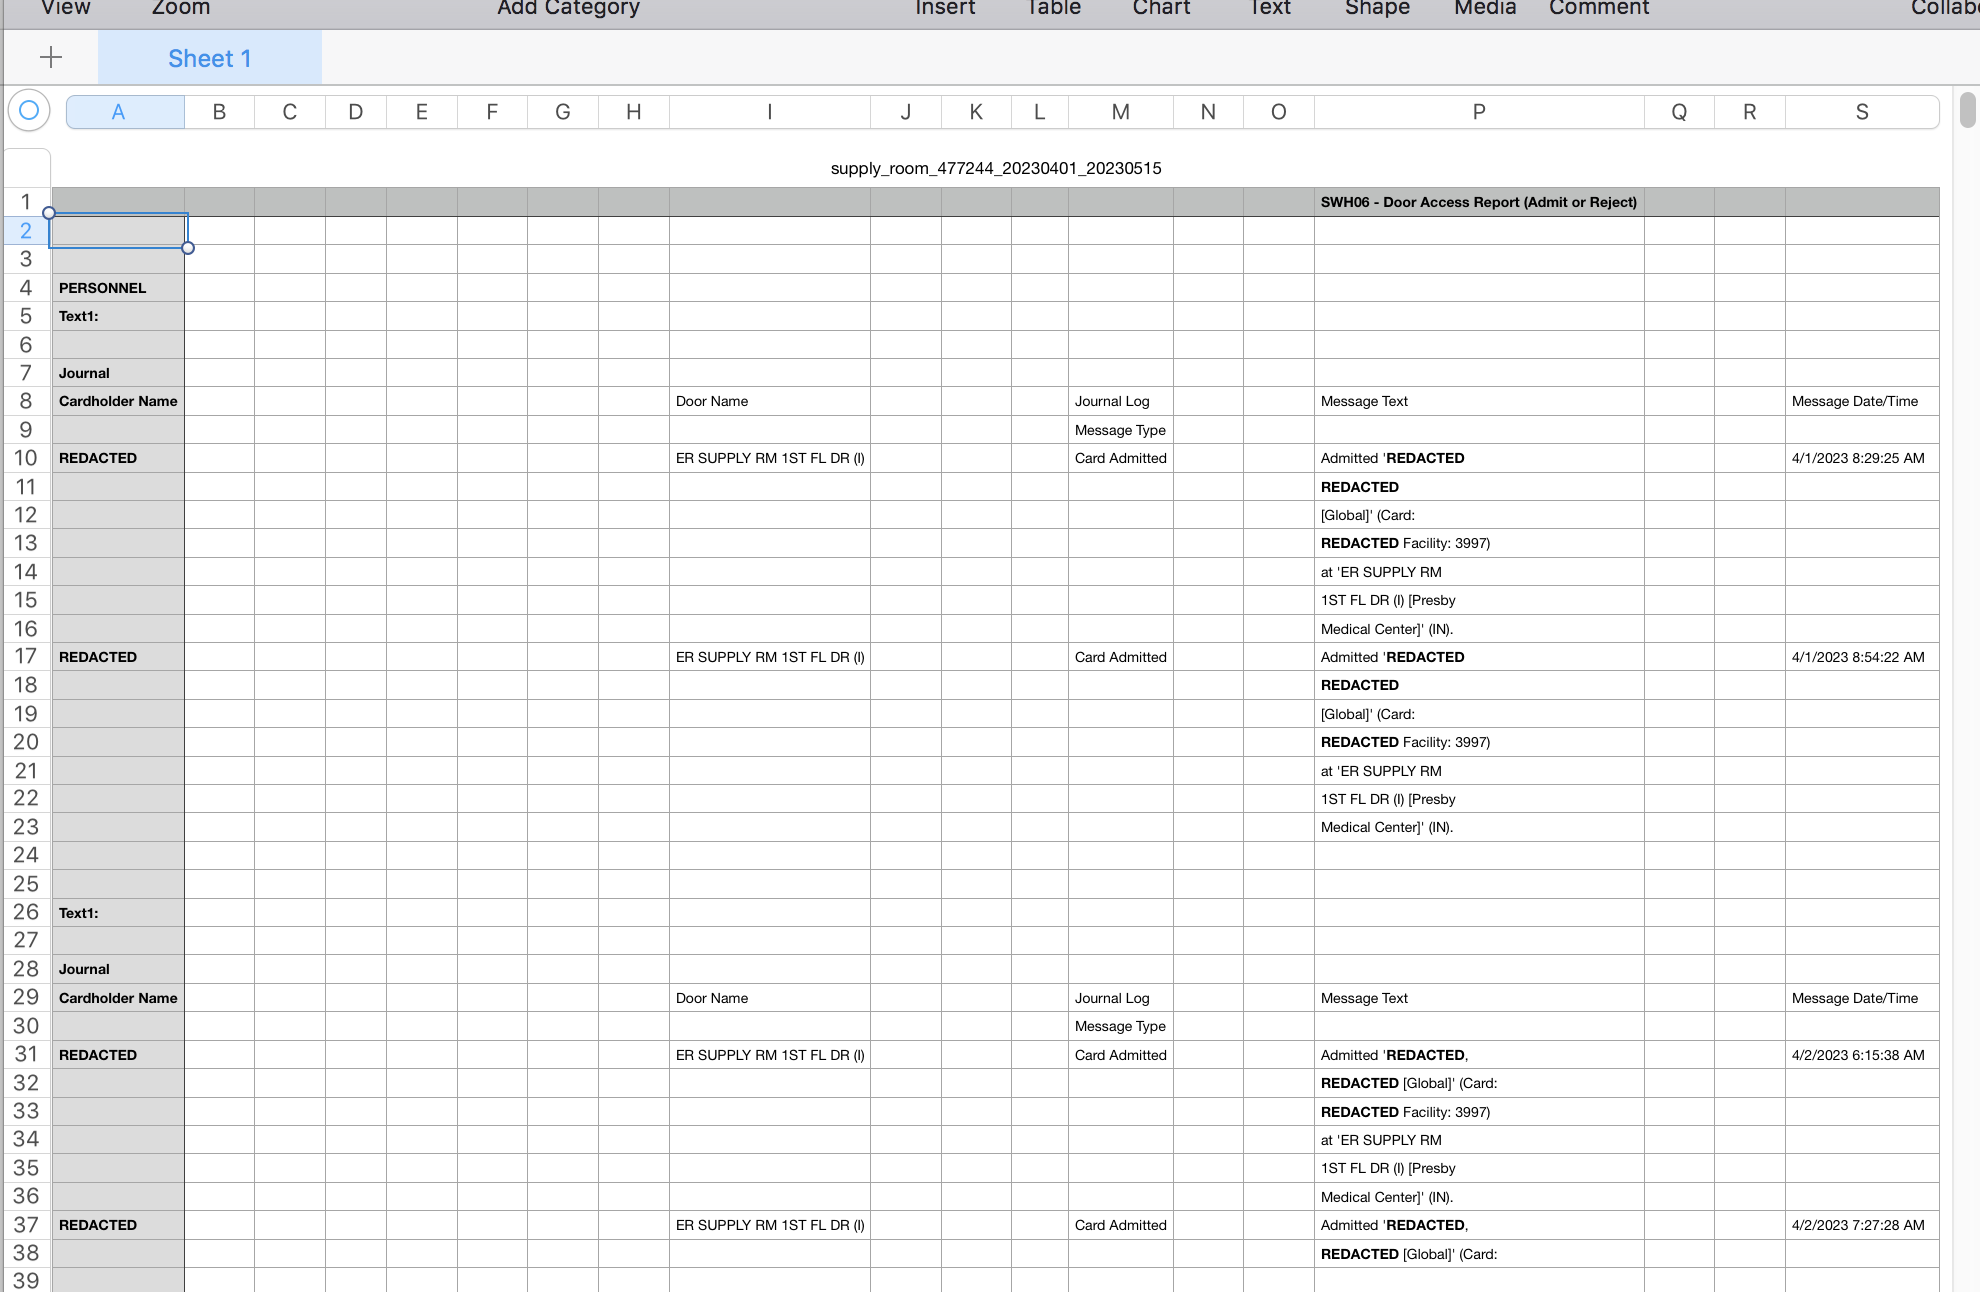 View Zoom Add Category Insert Table Chart Text Shape Media Comment
Sheet 1
A B C D E F G H I J K L M N O P Q R S
supply_room_477244_20230401_20230515
1 SWH06 - Door Access Report (Admit or Reject)
2
3
4 PERSONNEL
5 Text1:
6
7 Journal
8 Cardholder Name Door Name Journal Log Message Text Message Date/Time
9 Message Type
10 REDACTED ER SUPPLY RM 1ST FL DR (I) Card Admitted Admitted 'REDACTED 4/1/2023 8:29:25 AM
11 REDACTED
12 [Global]' (Card:
13 REDACTED Facility: 3997)
14 at 'ER SUPPLY RM
15 1ST FL DR (I) [Presby
16 Medical Center]' (IN).
17 REDACTED ER SUPPLY RM 1ST FL DR (I) Card Admitted Admitted 'REDACTED 4/1/2023 8:54:22 AM
18 REDACTED
19 [Global]' (Card:
20 REDACTED Facility: 3997)
21 at 'ER SUPPLY RM
22 1ST FL DR (I) [Presby
23 Medical Center]' (IN).
24
25
26 Text1:
27
28 Journal
29 Cardholder Name Door Name Journal Log Message Text Message Date/Time
30 Message Type
31 REDACTED ER SUPPLY RM 1ST FL DR (I) Card Admitted Admitted 'REDACTED, 4/2/2023 6:15:38 AM
32 REDACTED [Global]' (Card:
33 REDACTED Facility: 3997)
34 at 'ER SUPPLY RM
35 1ST FL DR (I) [Presby
36 Medical Center]' (IN).
37 REDACTED ER SUPPLY RM 1ST FL DR (I) Card Admitted Admitted 'REDACTED, 4/2/2023 7:27:28 AM
38 REDACTED [Global]' (Card:
39